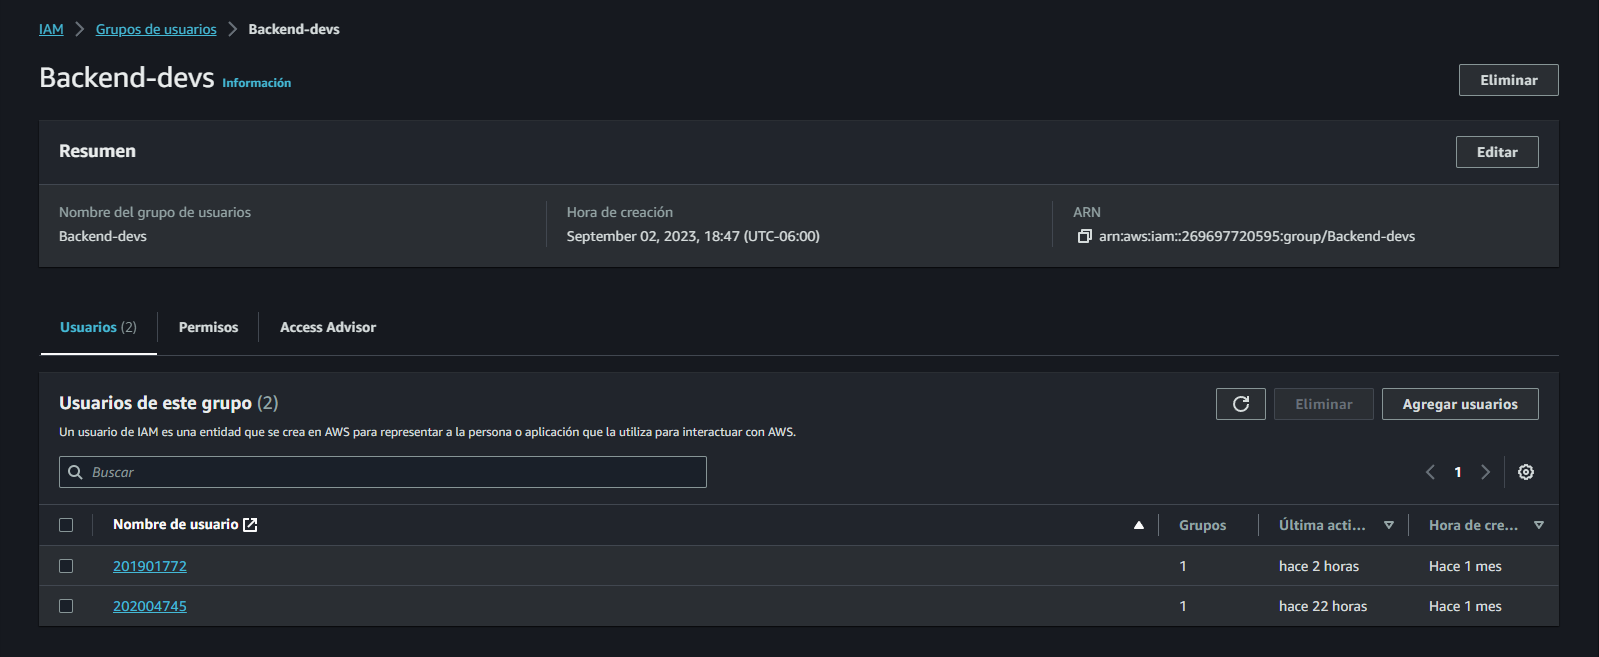 IAM > Grupos de usuarios > Backend-devs
Backend-devs Información
Eliminar
Resumen
Editar
Nombre del grupo de usuarios
Backend-devs
Hora de creación
September 02, 2023, 18:47 (UTC-06:00)
ARN
arn:aws:iam::269697720595:group/Backend-devs
Usuarios (2)
Permisos
Access Advisor
Usuarios de este grupo (2)
Eliminar
Agregar usuarios
Un usuario de IAM es una entidad que se crea en AWS para representar a la persona o aplicación que la utiliza para interactuar con AWS.
Buscar
1
Nombre de usuario Grupos Última acti... Hora de cre...
201901772 1 hace 2 horas Hace 1 mes
202004745 1 hace 22 horas Hace 1 mes